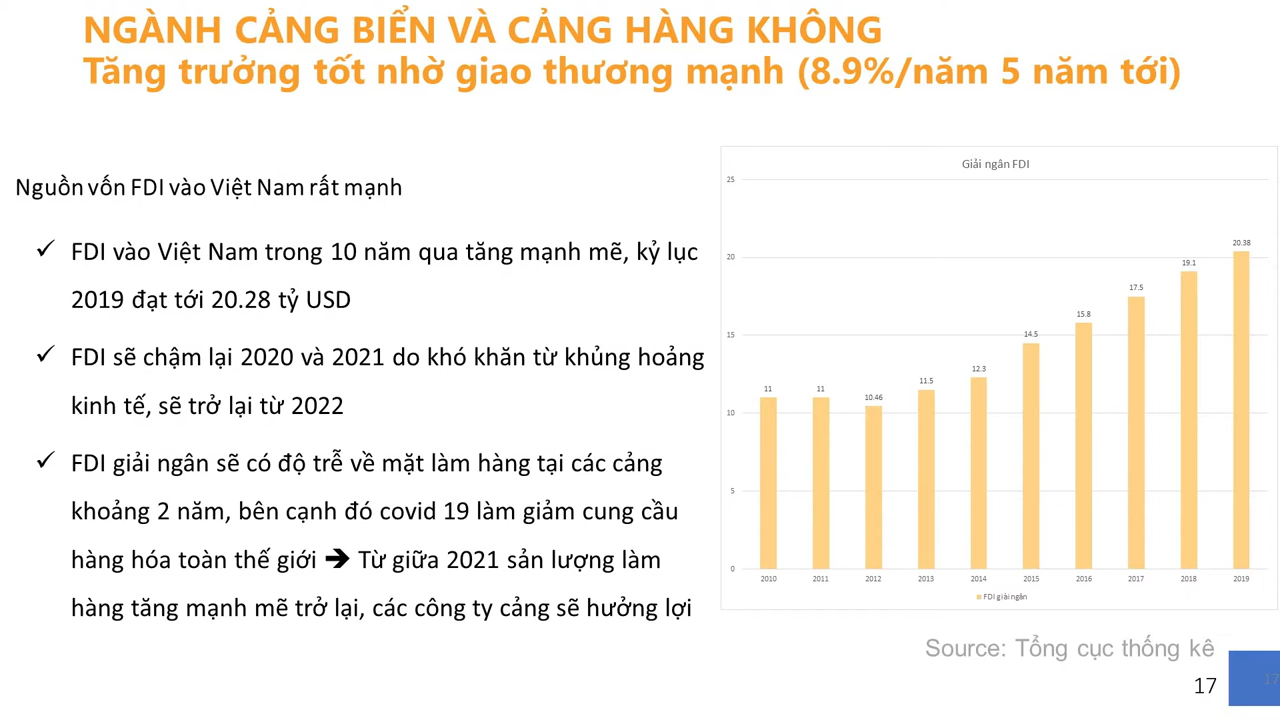 NGÀNH CẢNG BIỂN VÀ CẢNG HÀNG KHÔNG
Tăng trưởng tốt nhờ giao thương mạnh (8.9%/năm 5 năm tới)
Nguồn vốn FDI vào Việt Nam rất mạnh
✓ FDI vào Việt Nam trong 10 năm qua tăng mạnh mẽ, kỷ lục
2019 đạt tới 20.28 tỷ USD
✓ FDI sẽ chậm lại 2020 và 2021 do khó khăn từ khủng hoảng
kinh tế, sẽ trở lại từ 2022
✓ FDI giải ngân sẽ có độ trễ về mặt làm hàng tại các cảng
khoảng 2 năm, bên cạnh đó covid 19 làm giảm cung cầu
hàng hóa toàn thế giới ➔ Từ giữa 2021 sản lượng làm
hàng tăng mạnh mẽ trở lại, các công ty cảng sẽ hưởng lợi
Giải ngân FDI
25
20
15
10
5
0
11
11
10.46
11.5
12.3
14.5
15.8
17.5
19.1
20.38
2010 2011 2012 2013 2014 2015 2016 2017 2018 2019
FDI giải ngân
Source: Tổng cục thống kê
17
17